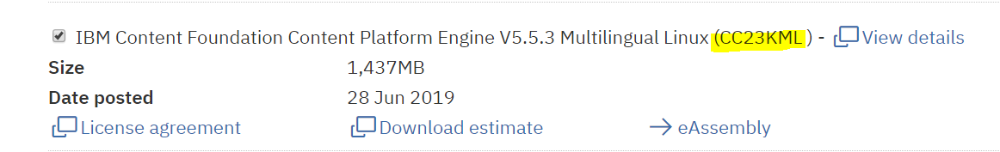 IBM Content Foundation Content Platform Engine V5.5.3 Multilingual Linux (CC23KML ) - View details
Size 1,437MB
Date posted 28 Jun 2019
License agreement Download estimate eAssembly